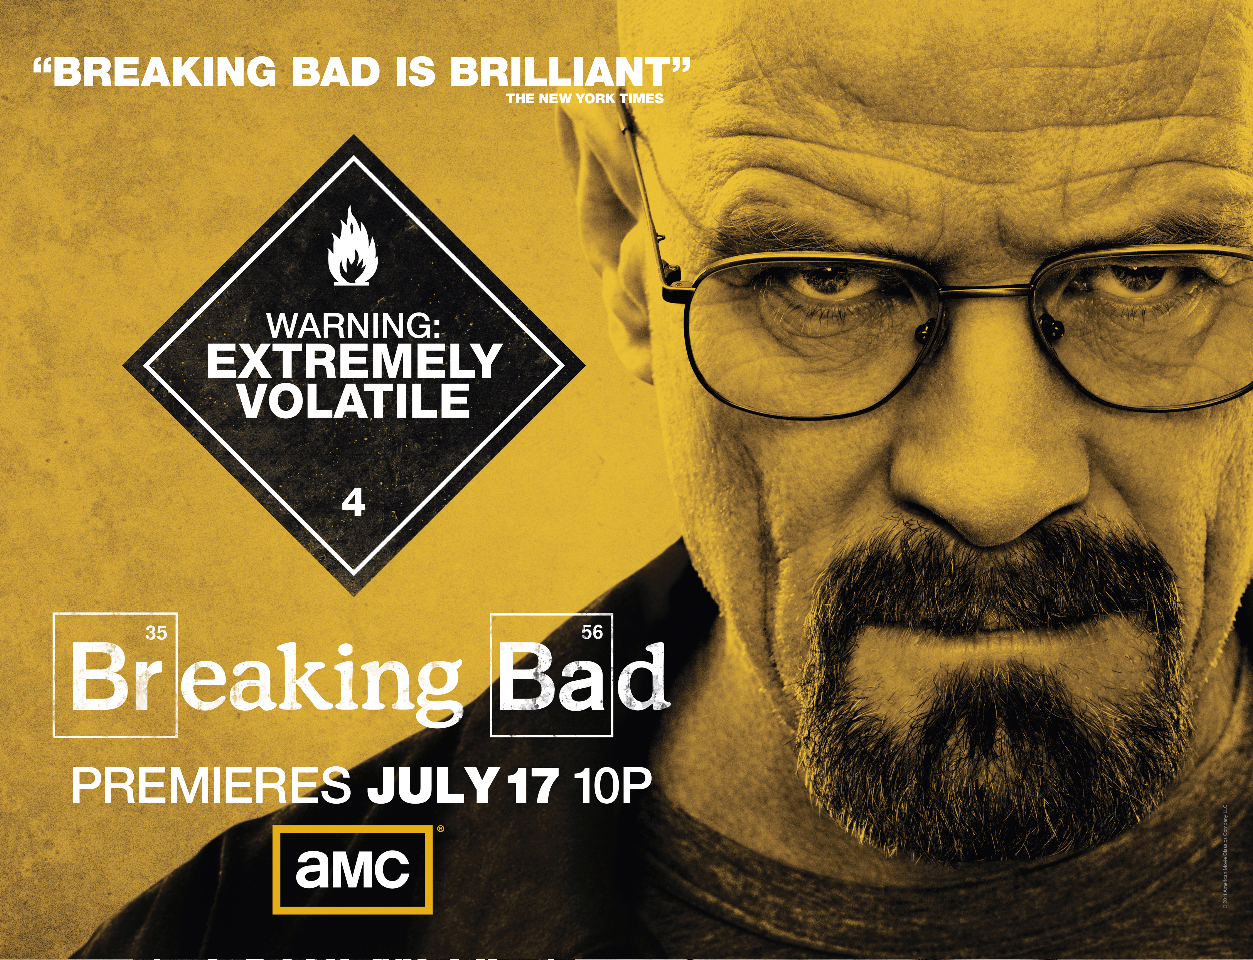 “BREAKING BAD IS BRILLIANT”
THE NEW YORK TIMES
WARNING:
EXTREMELY
VOLATILE
4
35
56
Breaking Bad
PREMIERES JULY 17 10P
aMC®